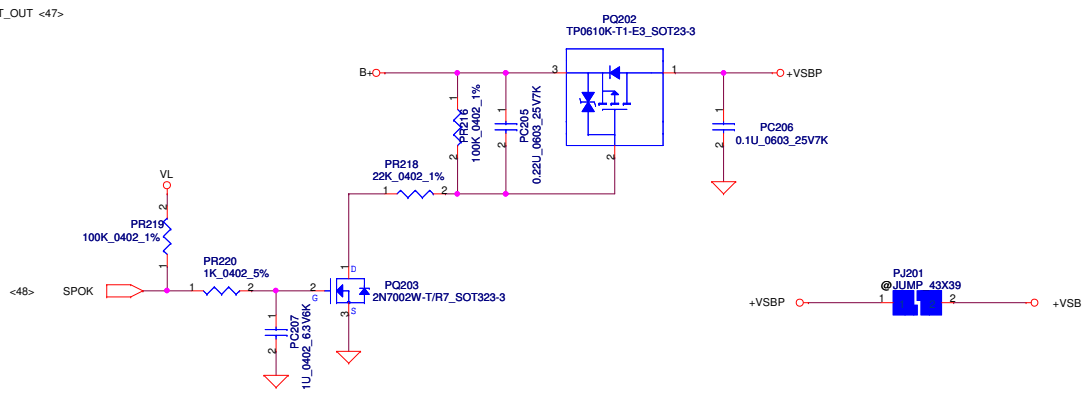 T_OUT <47>
PQ202
TP0610K-T1-E3_SOT23-3
B+
3
1
+VSBP
1
PR216
100K_0402_1%
2
1
PC205
0.22U_0603_25V7K
2
2
1
PC206
0.1U_0603_25V7K
2
PR218
22K_0402_1%
1
2
VL
2
PR219
100K_0402_1%
1
PR220
1K_0402_5%
<48>
SPOK
1
2
2
G
1
D
S
3
PQ203
2N7002W-T/R7_SOT323-3
1
PC207
1U_0402_6.3V6K
2
PJ201
@JUMP_43X39
+VSBP
1
1
2
2
+VSB